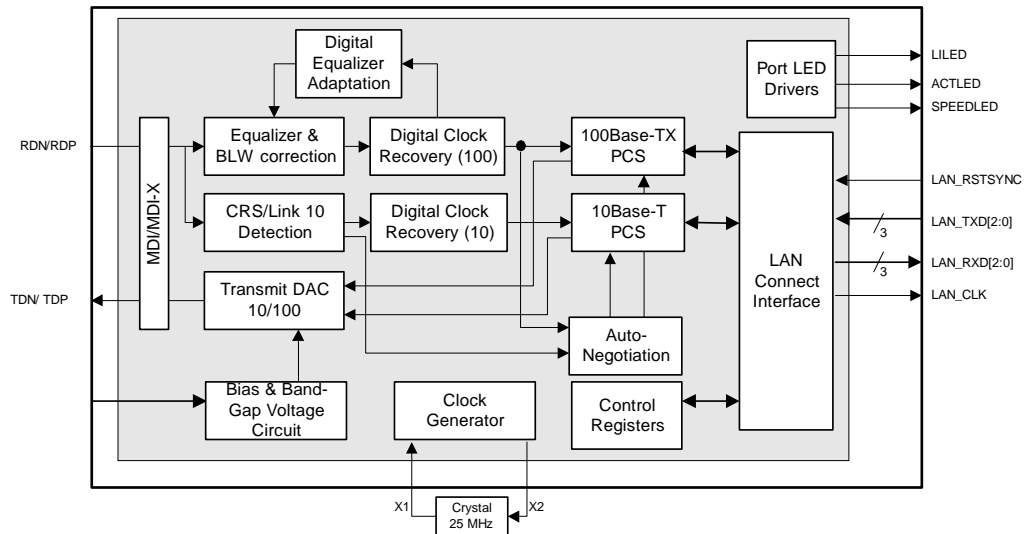 Digital
Equalizer
Adaptation
Port LED
Drivers
LILED
ACTLED
SPEEDLED
RDN/RDP
MDI/MDI-X
Equalizer &
BLW correction
Digital Clock
Recovery (100)
100Base-TX
PCS
LAN_RSTSYNC
CRS/Link 10
Detection
Digital Clock
Recovery (10)
10Base-T
PCS
LAN_TXD[2:0]
3
LAN
Connect
Interface
LAN_RXD[2:0]
3
LAN_CLK
TDN/ TDP
Transmit DAC
10/100
Auto-
Negotiation
Bias & Band-
Gap Voltage
Circuit
Clock
Generator
Control
Registers
X1
X2
Crystal
25 MHz